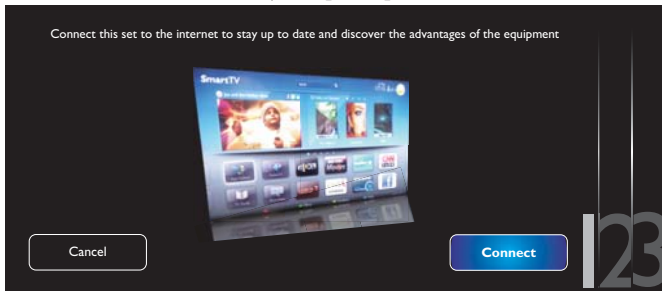 Connect this set to the internet to stay up to date and discover the advantages of the equipment
SmartTV
CNN
Cancel
Connect
123